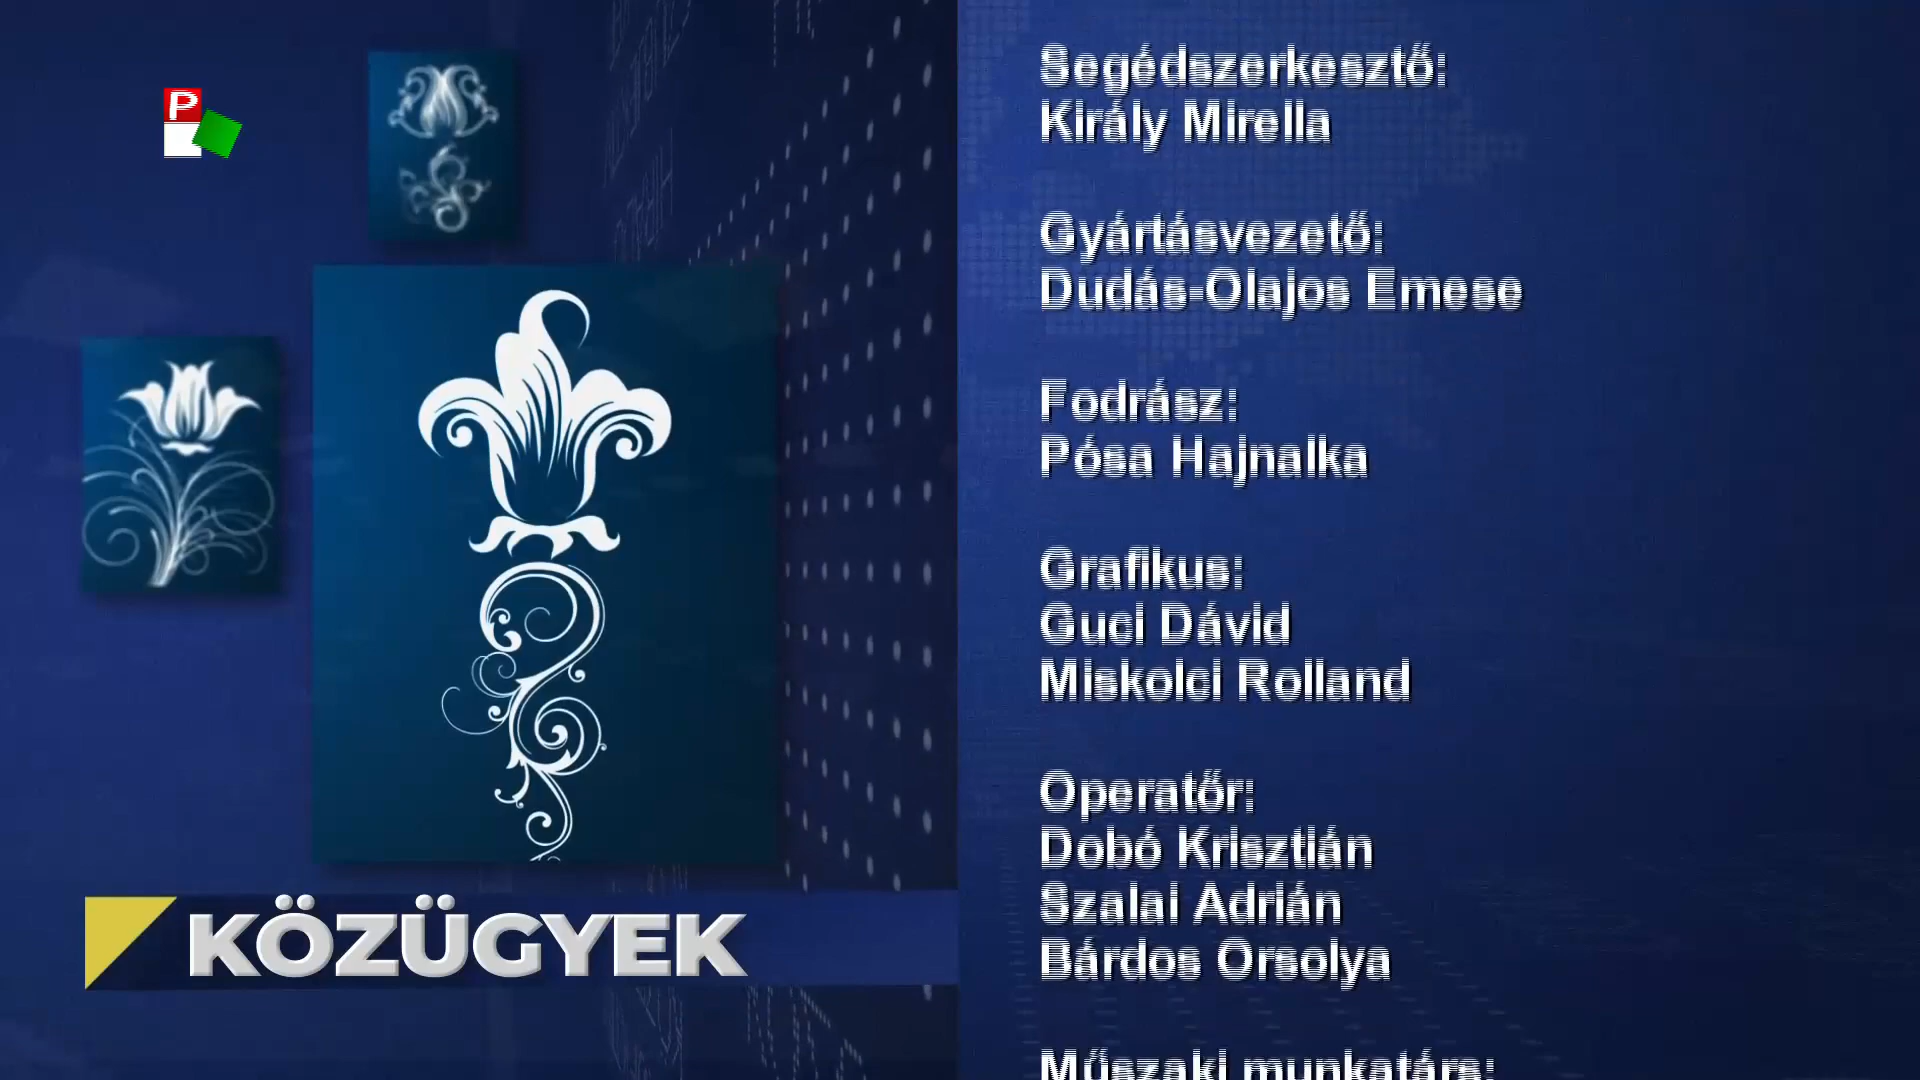 P
KÖZÜGYEK
Segédszerkesztő:
Király Mirella
Gyártásvezető:
Dudás-Olajos Emese
Fodrász:
Pósa Hajnalka
Grafikus:
Guci Dávid
Miskolci Rolland
Operatőr:
Dobó Krisztián
Szalai Adrián
Bárdos Orsolya
Műszaki munkatárs: